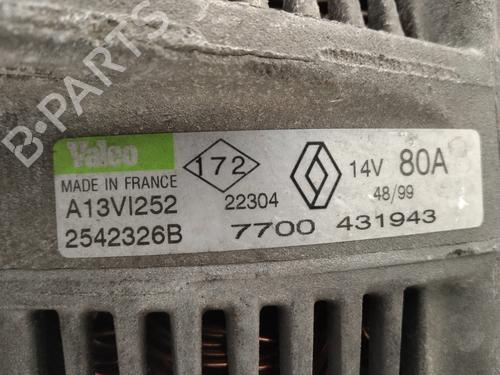 B-PARTS
Valeo
MADE IN FRANCE
A13VI252
2542326B
172
22304
14V 80A
48/99
7700 431943